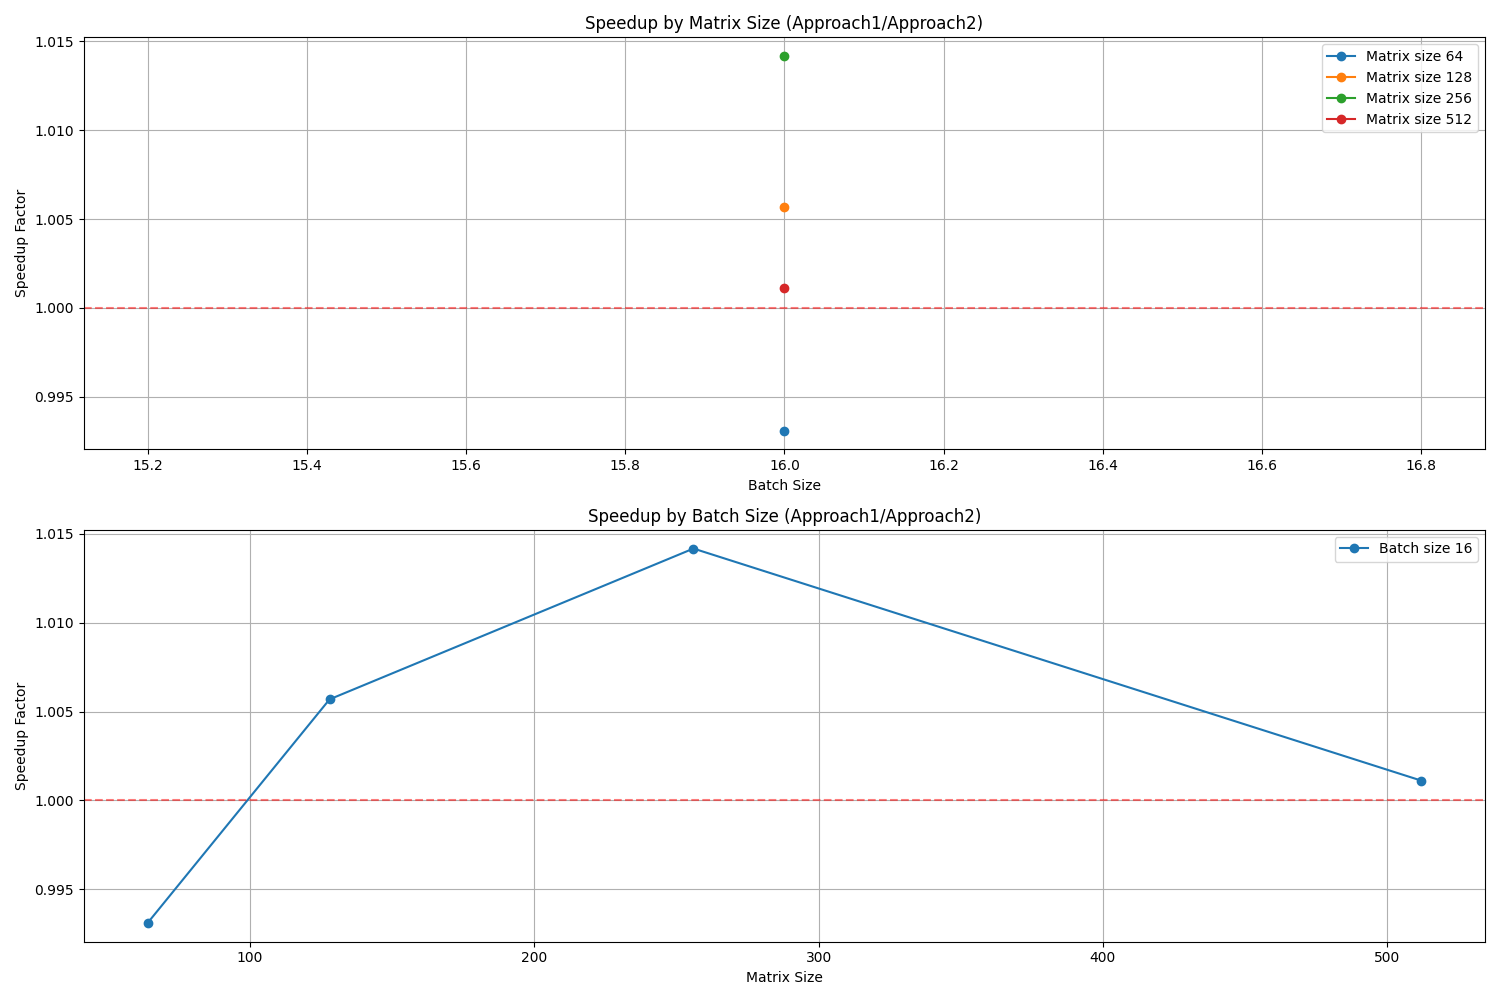 Speedup by Matrix Size (Approach1/Approach2)
1.015
1.010
1.005
1.000
0.995
Speedup Factor
Matrix size 64
Matrix size 128
Matrix size 256
Matrix size 512
15.2 15.4 15.6 15.8 16.0 16.2 16.4 16.6 16.8
Batch Size
Speedup by Batch Size (Approach1/Approach2)
1.015
1.010
1.005
1.000
0.995
Speedup Factor
Batch size 16
100 200 300 400 500
Matrix Size